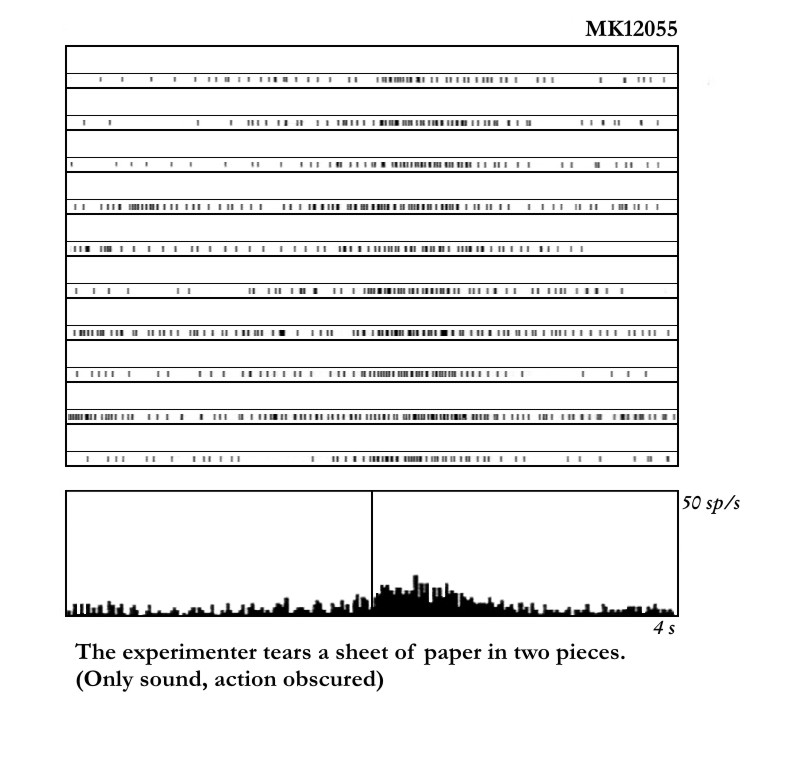 MK12055
50 sp/s
4 s
The experimenter tears a sheet of paper in two pieces.
(Only sound, action obscured)